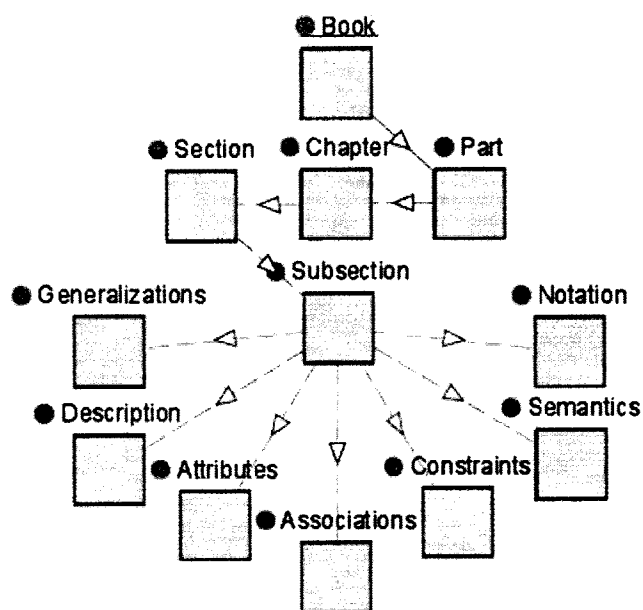 Book
Section
Chapter
Part
Subsection
Generalizations
Notation
Description
Semantics
Attributes
Constraints
Associations